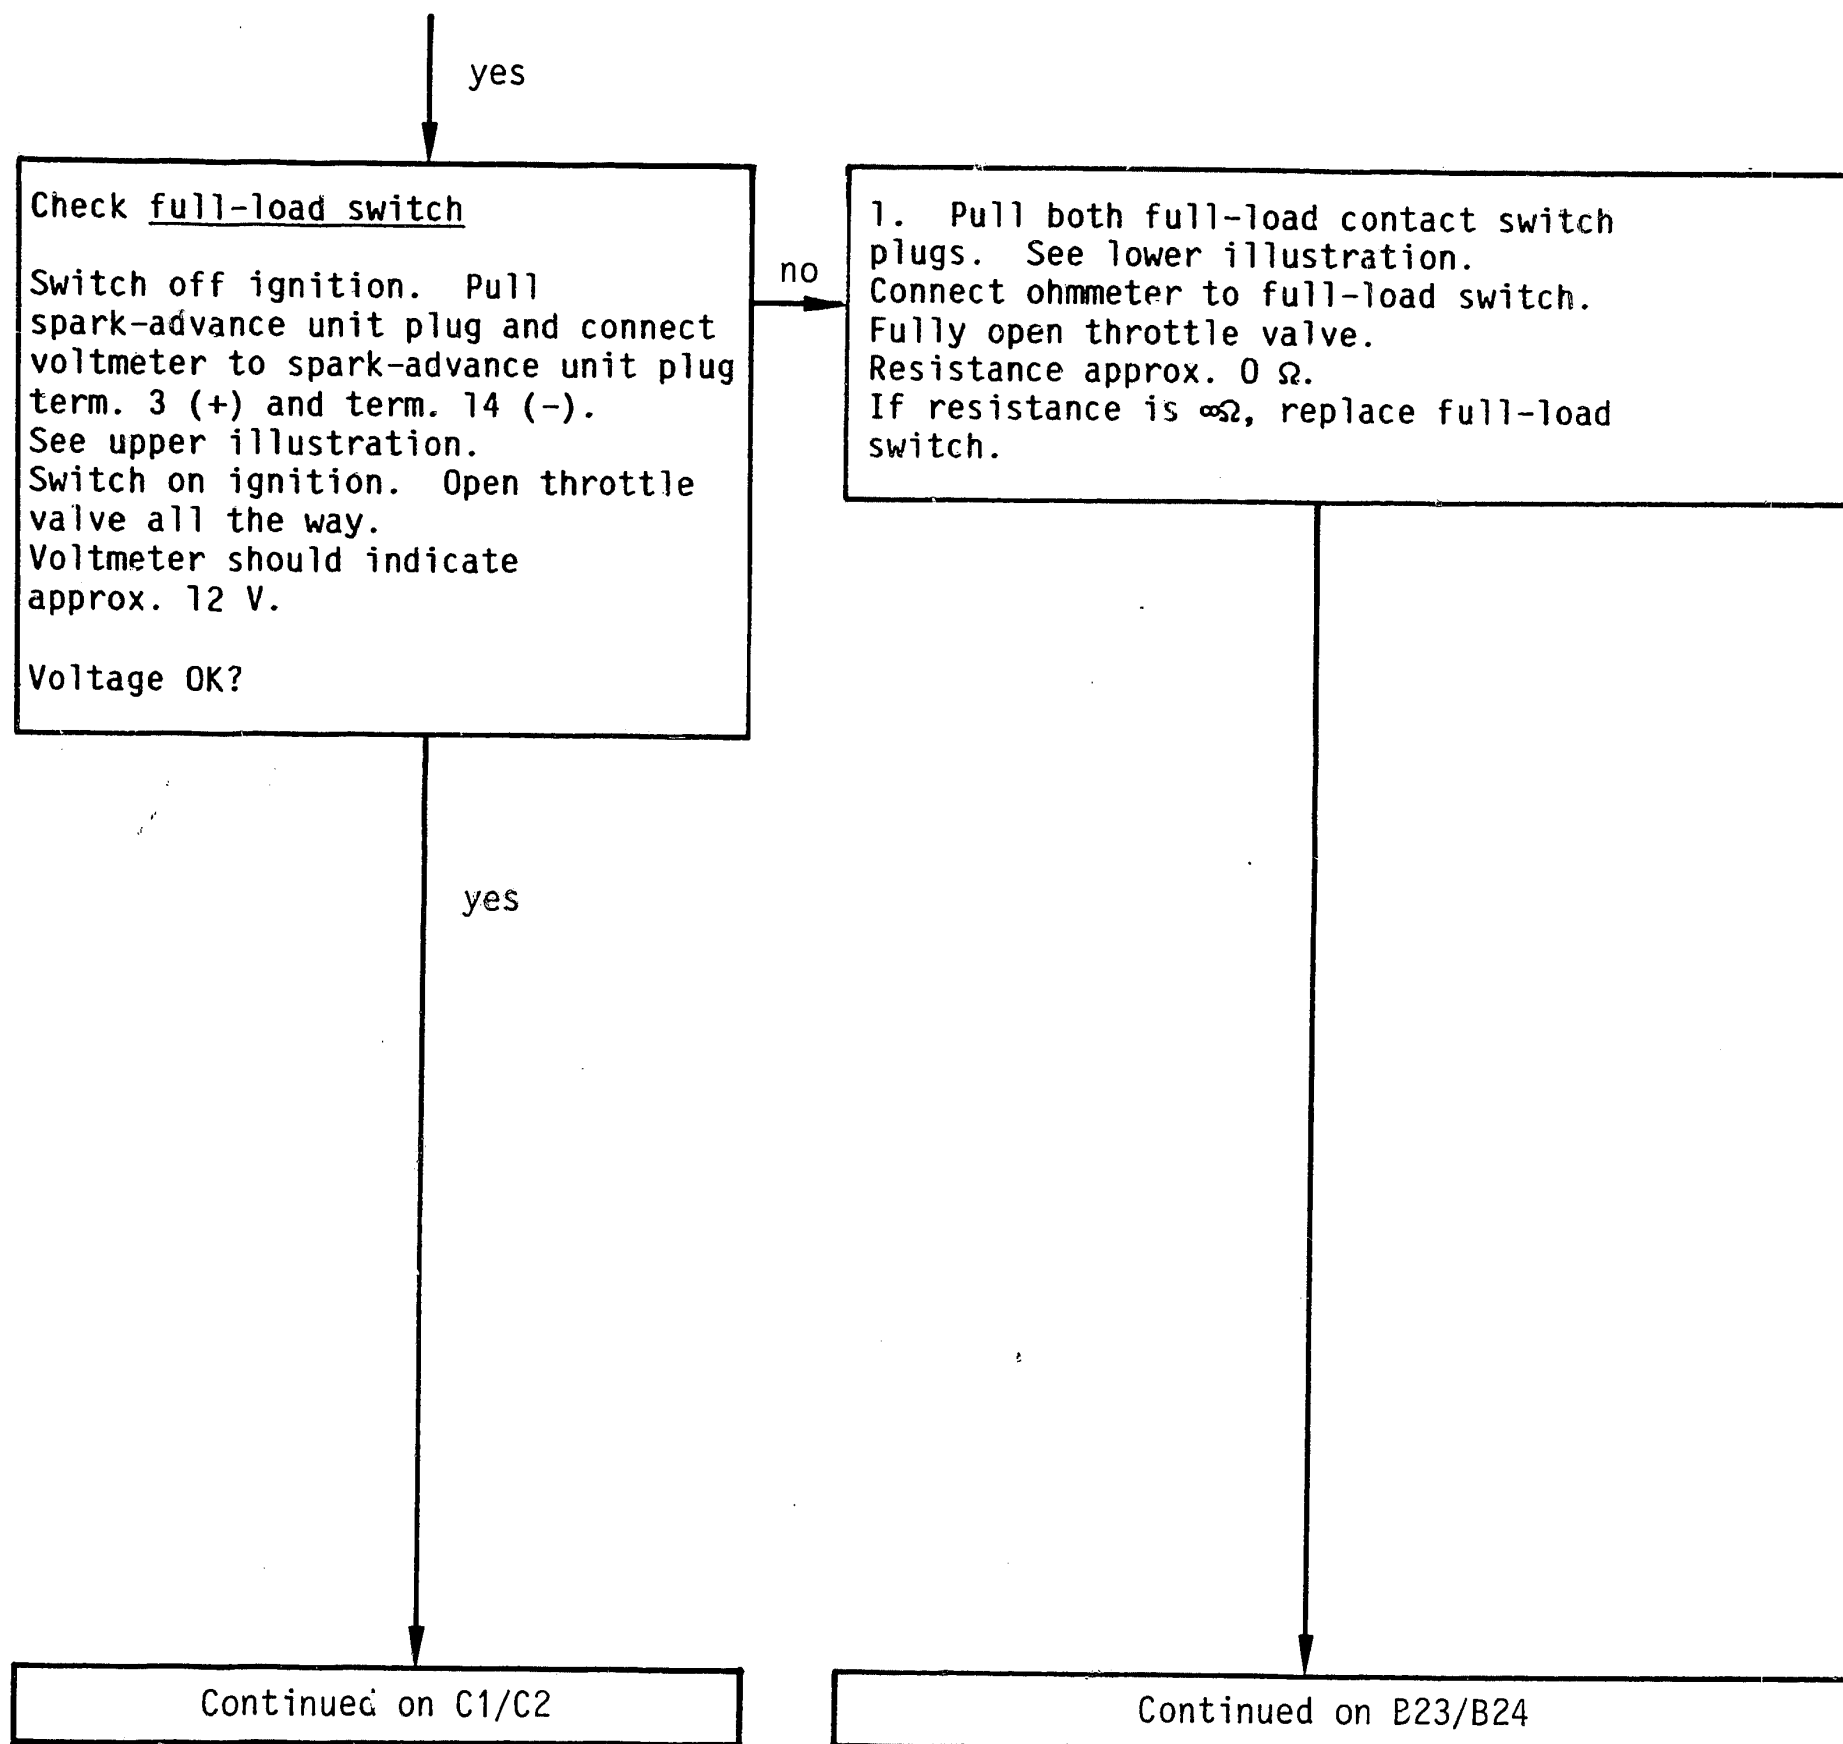 yes
Check full-load switch
Switch off ignition. Pull
spark-advance unit plug and connect
voltmeter to spark-advance unit plug
term. 3 (+) and term. 14 (-).
See upper illustration.
Switch on ignition. Open throttle
valve all the way.
Voltmeter should indicate
approx. 12 V.
Voltage OK?
no
1. Pull both full-load contact switch
plugs. See lower illustration.
Connect ohmmeter to full-load switch.
Fully open throttle valve.
Resistance approx. 0 Ω.
If resistance is ∞Ω, replace full-load
switch.
yes
Continued on C1/C2
Continued on B23/B24